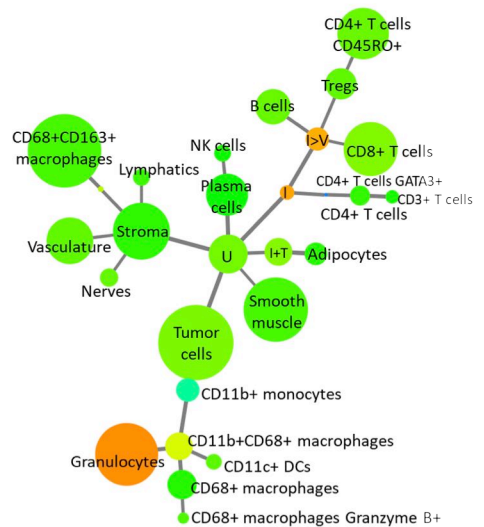 CD4+ T cells
CD45RO+
Tregs
B cells
I>V
CD8+ T cells
NK cells
CD68+CD163+
macrophages
Lymphatics
Plasma
cells
I
CD4+ T cells GATA3+
CD3+ T cells
CD4+ T cells
Stroma
Vasculature
U
I+T
Adipocytes
Nerves
Smooth
muscle
Tumor
cells
CD11b+ monocytes
CD11b+CD68+ macrophages
Granulocytes
CD11c+ DCs
CD68+ macrophages
CD68+ macrophages Granzyme B+